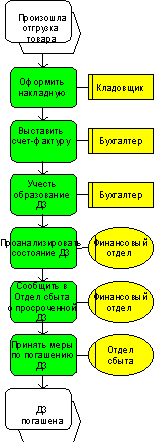 Произошла
отгрузка
товара
Оформить
накладную
Кладовщик
Выставить
счет-фактуру
Бухгалтер
Учесть
образование
ДЗ
Бухгалтер
Проанализировать
состояние ДЗ
Финансовый
отдел
Сообщить в
Отдел сбыта
о просроченной
ДЗ
Финансовый
отдел
Принять меры
по погашению
ДЗ
Отдел
сбыта
ДЗ
погашена